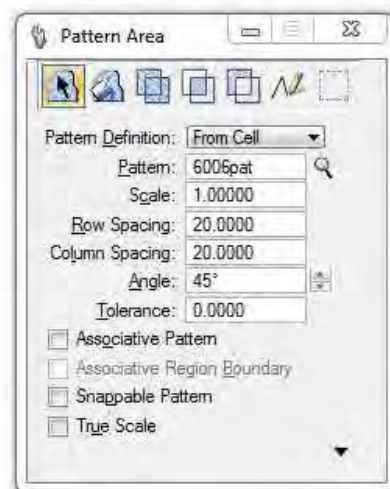 Pattern Area
Pattern Definition: From Cell
Pattern: 6006pat
Scale: 1.00000
Row Spacing: 20.0000
Column Spacing: 20.0000
Angle: 45°
Tolerance: 0.0000
Associative Pattern
Associative Region Boundary
Snappable Pattern
True Scale